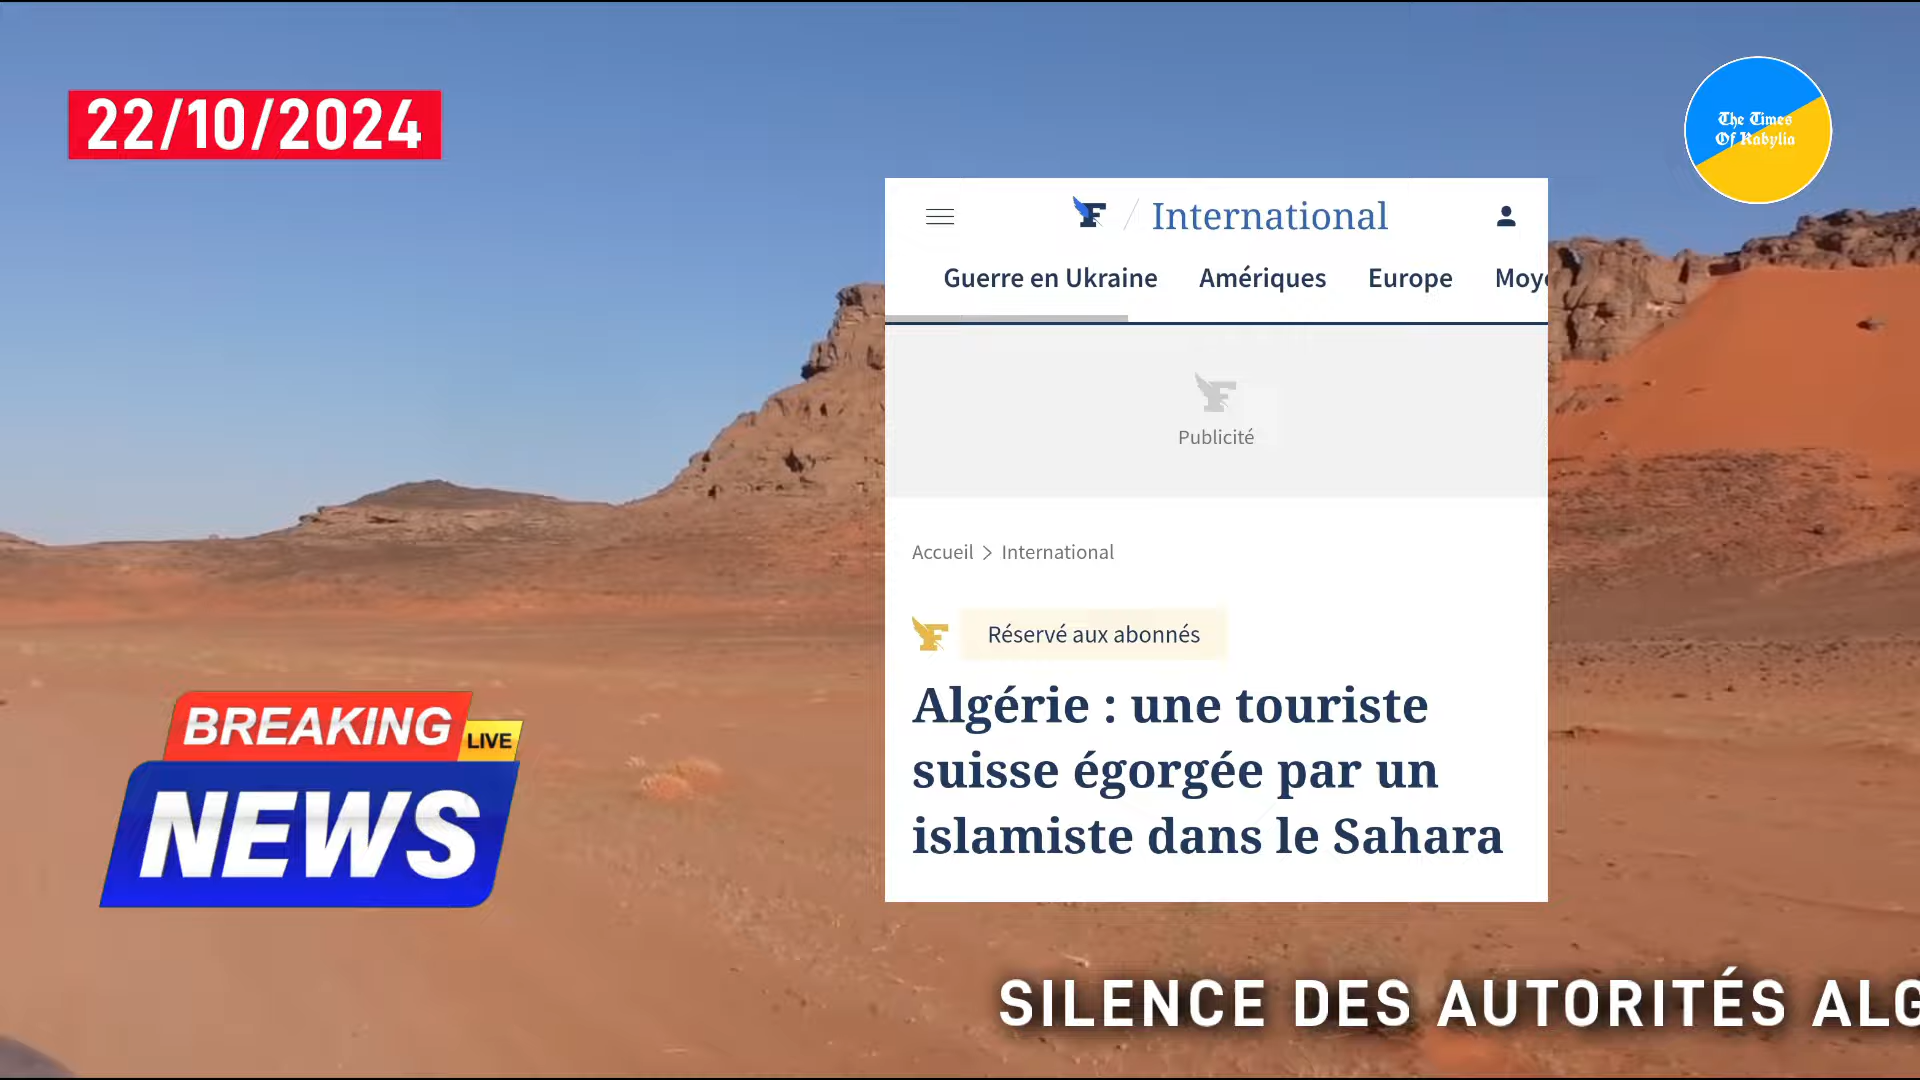 22/10/2024
The Times
Of Kabylia
International
Guerre en Ukraine Amériques Europe Moye
Publicité
Accueil > International
Réservé aux abonnés
Algérie : une touriste
suisse égorgée par un
islamiste dans le Sahara
BREAKING
LIVE
NEWS
SILENCE DES AUTORITÉS ALG